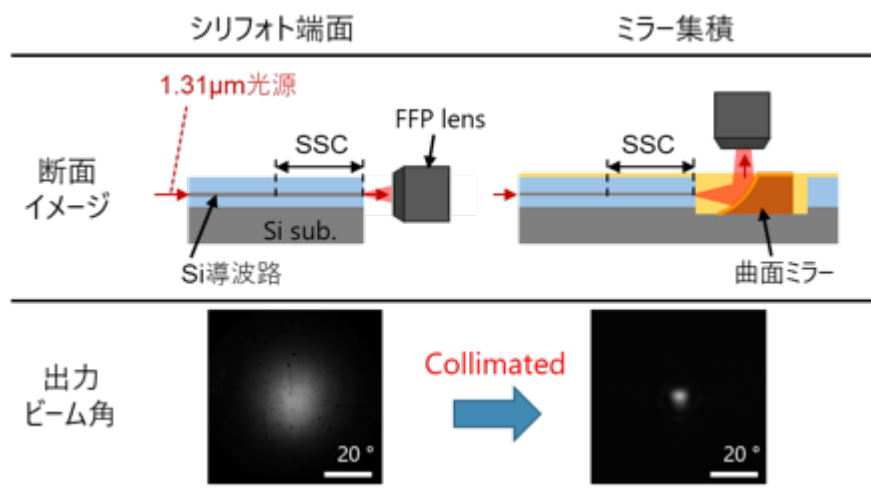 シリフォト端面
ミラー集積
1.31μm光源
FFP lens
SSC
SSC
断面
イメージ
Si sub.
Si導波路
曲面ミラー
出力
ビーム角
Collimated
20 °
20 °